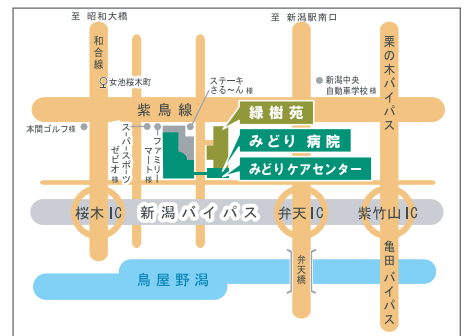 至 昭和大橋
至 新潟駅南口
和合線
栗の木バイパス
女池桜木町
ステーキ
さる〜ん 様
新潟中央
自動車学校 様
紫鳥線
緑樹苑
本間ゴルフ 様
スーパースポーツ
ゼビオ 様
ファミリー
マート 様
みどり 病院
みどりケアセンター
桜木IC
新潟バイパス
弁天IC
紫竹山IC
弁天橋
亀田バイパス
鳥屋野潟